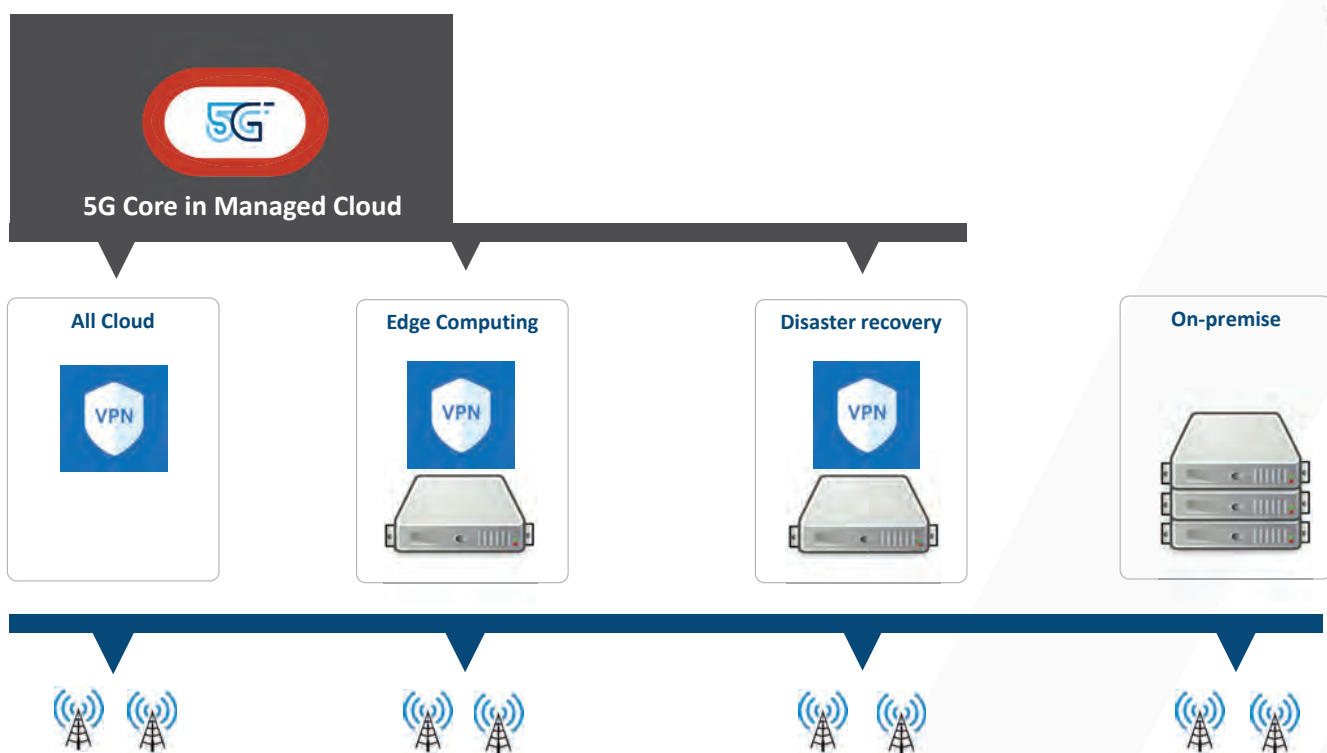 5G
5G Core in Managed Cloud
All Cloud
Edge Computing
Disaster recovery
On-premise
VPN
VPN
VPN